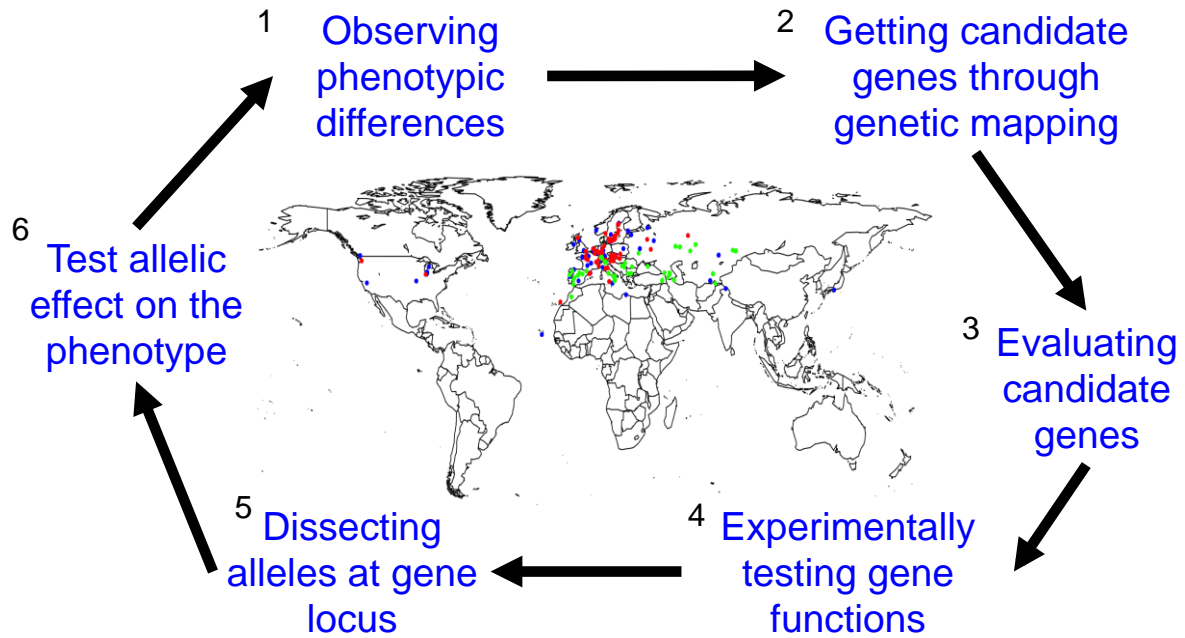 1 Observing
phenotypic
differences
2 Getting candidate
genes through
genetic mapping
3 Evaluating
candidate
genes
4 Experimentally
testing gene
functions
5 Dissecting
alleles at gene
locus
6
Test allelic
effect on the
phenotype